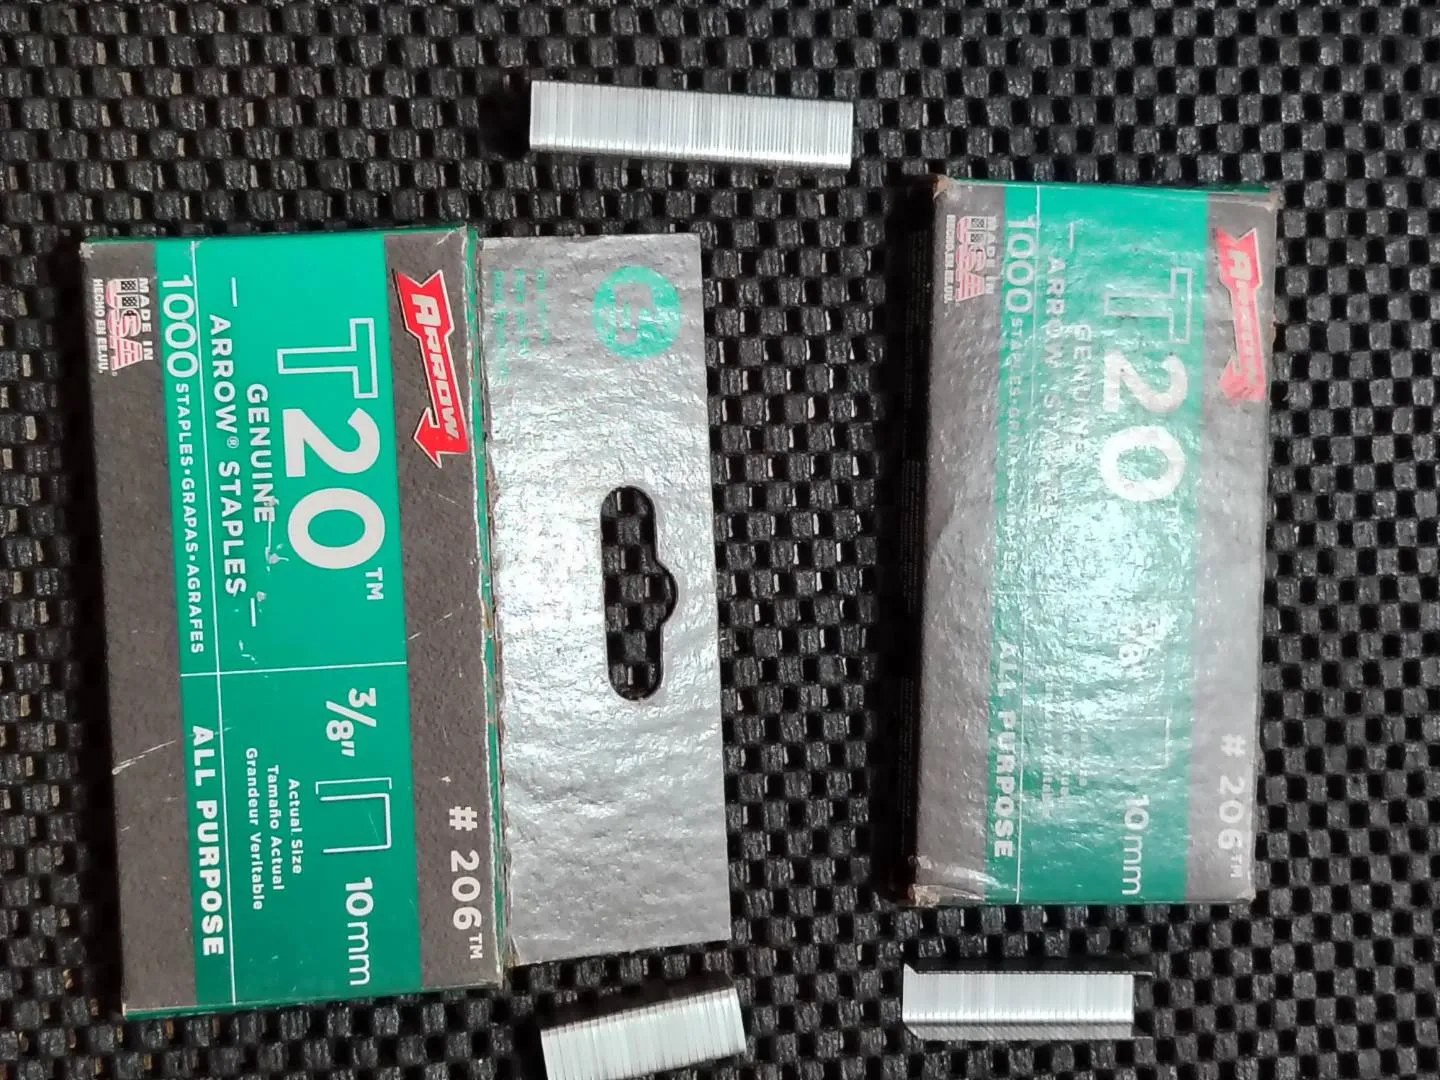 ARROW
# 206™
T20™
GENUINE
— ARROW® STAPLES —
3/8" 10mm
Actual Size
Tamaño Actual
Grandeur Veritable
1000 STAPLES•GRAPAS•AGRAFES
ALL PURPOSE
MADE IN
USA
HECHO EN EE.UU.
ARROW
# 206™
T20
GENUINE
10mm
1000 STAPLES
ALL PURPOSE
MADE IN
USA